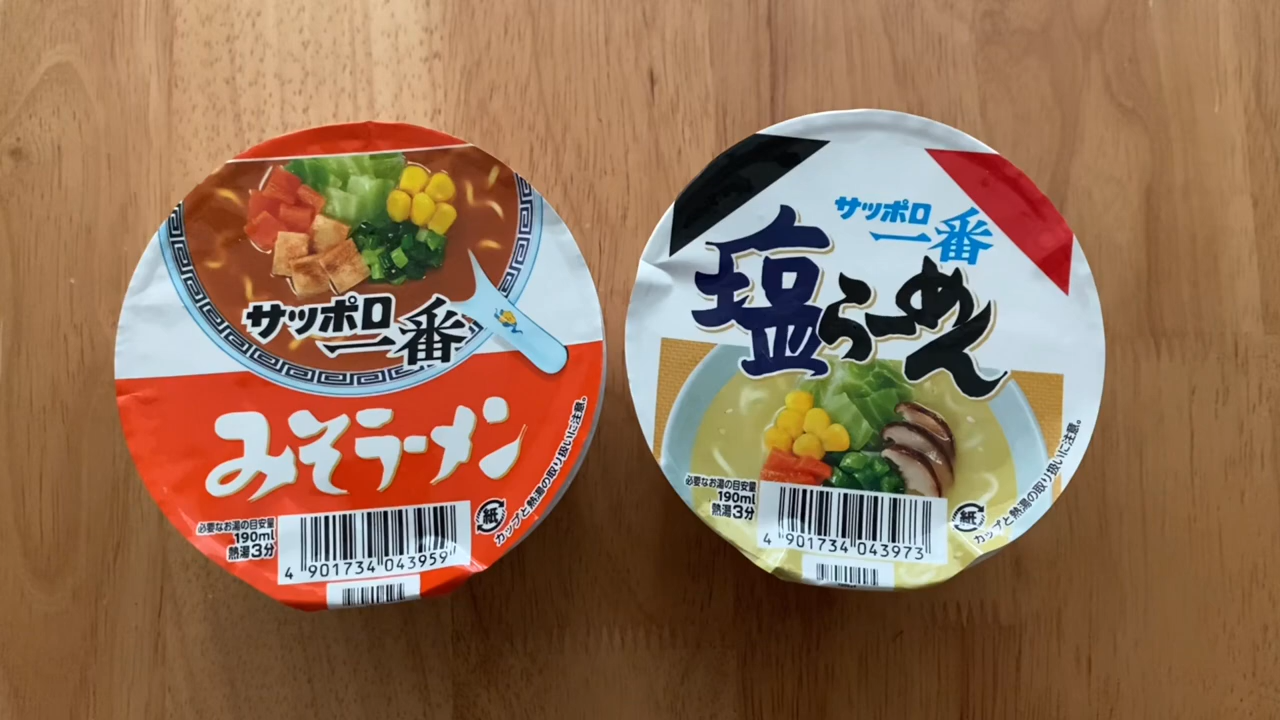 サッポロ
一番
みそラーメン
必要なお湯の目安量
190ml
熱湯3分
4 901734 043959
紙
カップと熱湯の取り扱いに注意。
サッポロ
一番
塩らーめん
必要なお湯の目安量
190ml
熱湯3分
4 901734 043973
紙
カップと熱湯の取り扱いに注意。